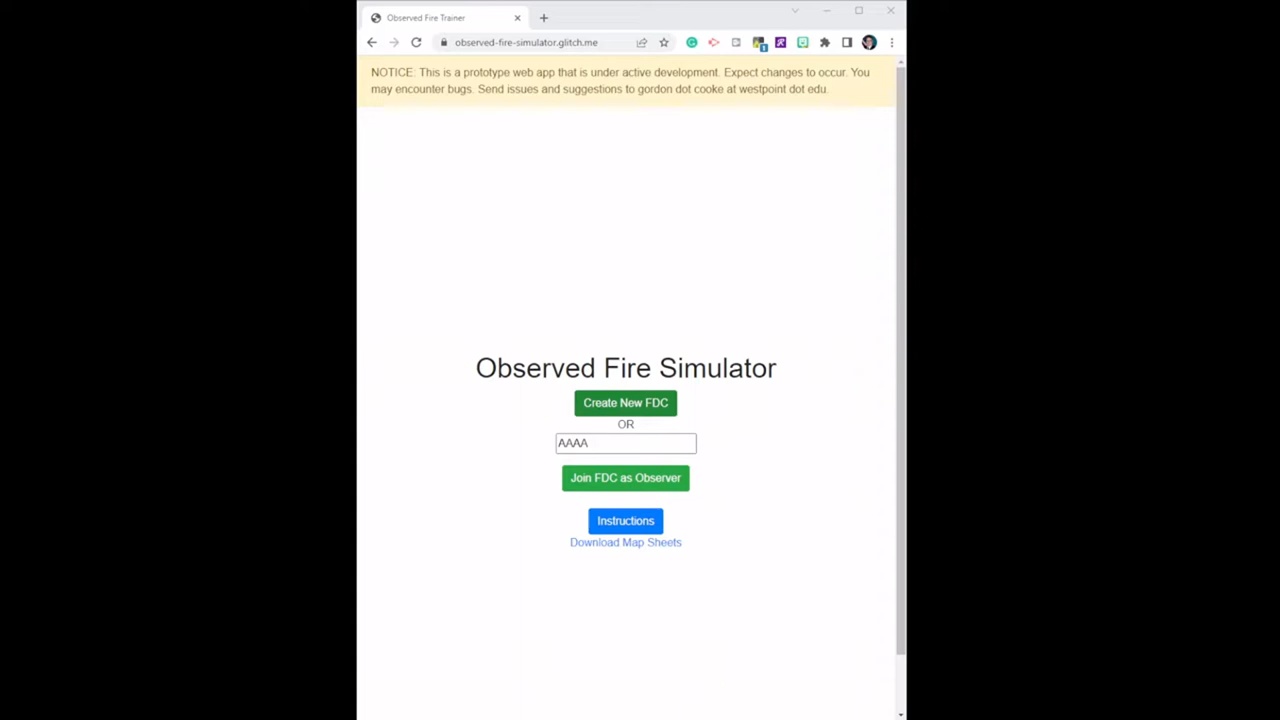 Observed Fire Trainer
observed-fire-simulator.glitch.me
NOTICE: This is a prototype web app that is under active development. Expect changes to occur. You
may encounter bugs. Send issues and suggestions to gordon dot cooke at westpoint dot edu.
Observed Fire Simulator
Create New FDC
OR
AAAA
Join FDC as Observer
Instructions
Download Map Sheets